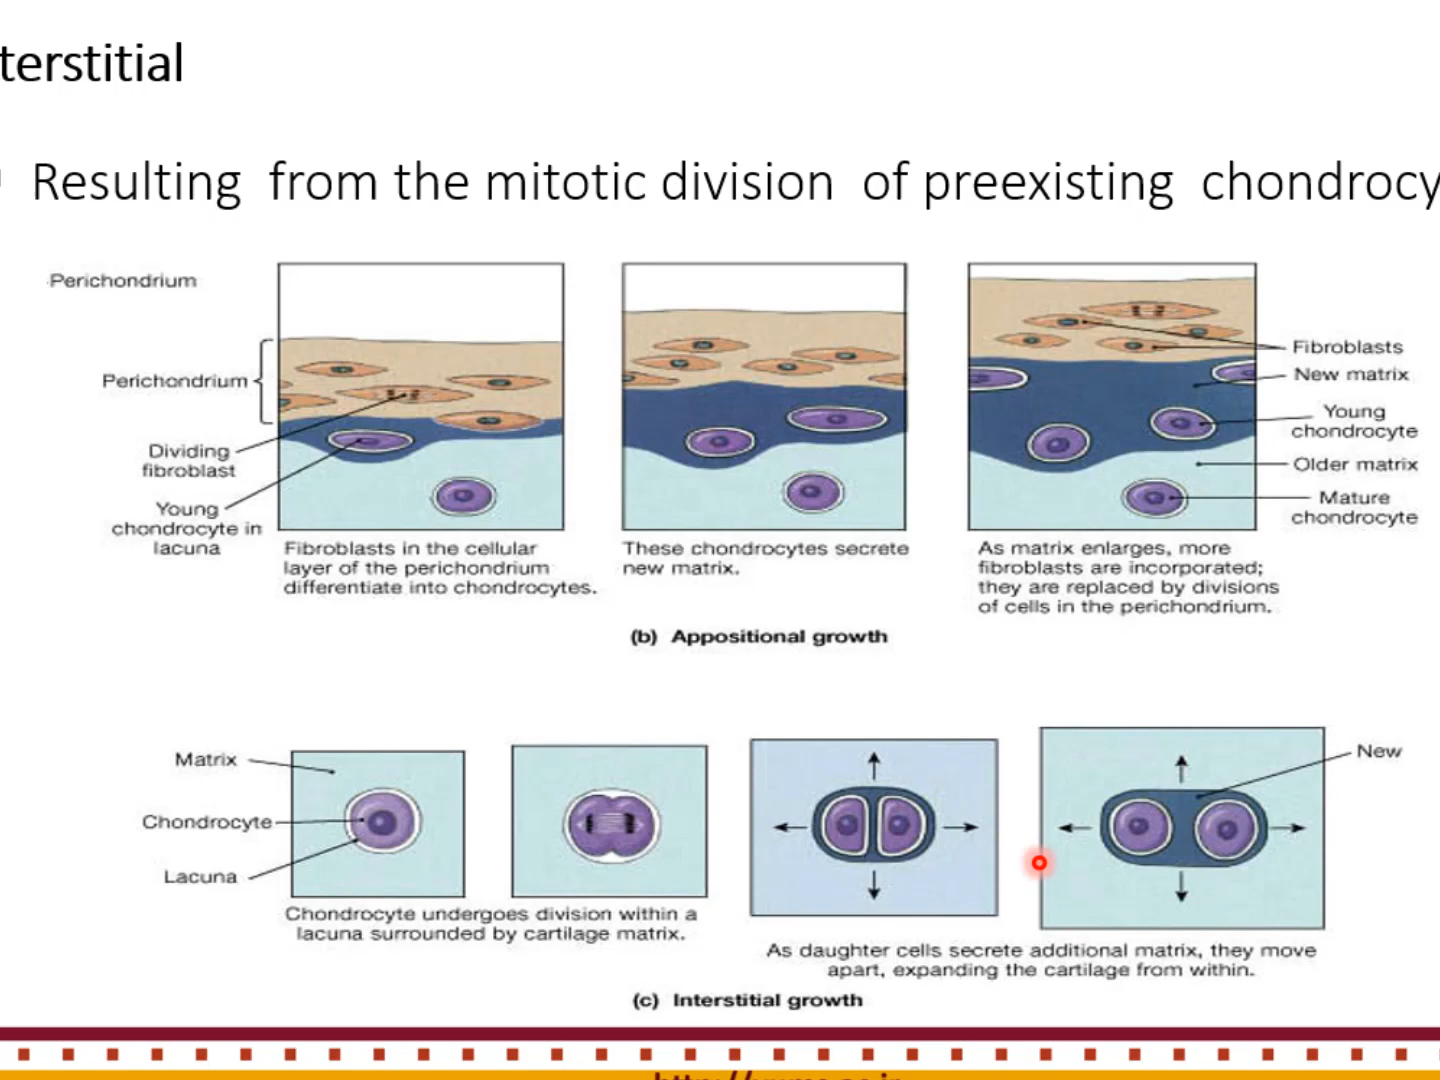 terstitial
Resulting from the mitotic division of preexisting chondrocy
Perichondrium
Perichondrium
Dividing
fibroblast
Young
chondrocyte in
lacuna
Fibroblasts in the cellular
layer of the perichondrium
differentiate into chondrocytes.
These chondrocytes secrete
new matrix.
Fibroblasts
New matrix
Young
chondrocyte
Older matrix
Mature
chondrocyte
As matrix enlarges, more
fibroblasts are incorporated;
they are replaced by divisions
of cells in the perichondrium.
(b) Appositional growth
Matrix
Chondrocyte
Lacuna
New
Chondrocyte undergoes division within a
lacuna surrounded by cartilage matrix.
As daughter cells secrete additional matrix, they move
apart, expanding the cartilage from within.
(c) Interstitial growth